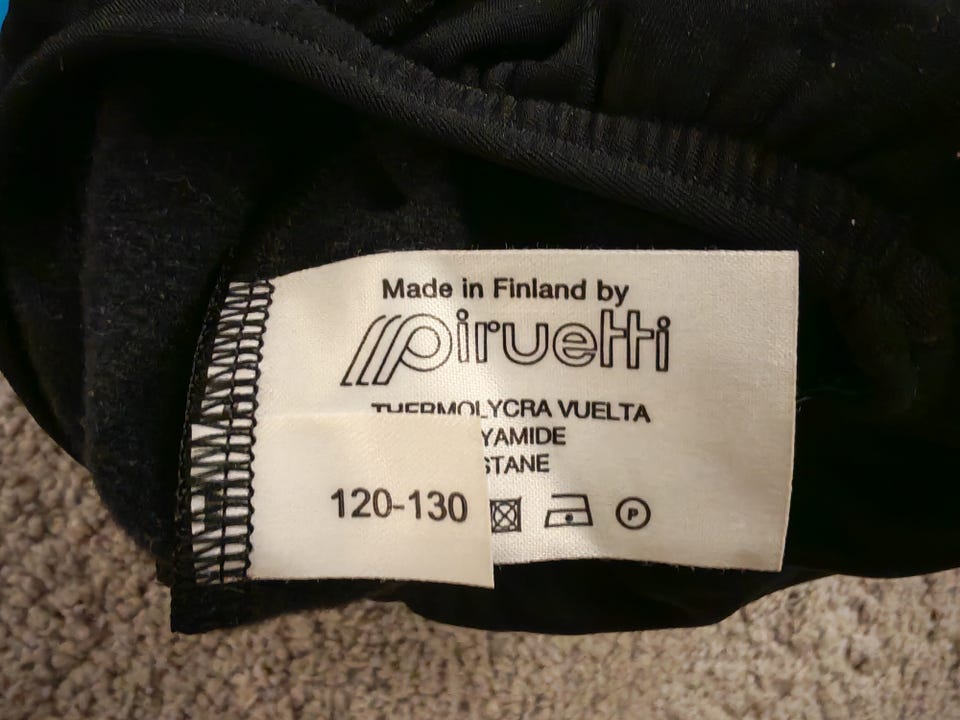 Made in Finland by
piruetti
THERMOLYCRA VUELTA
YAMIDE
STANE
120-130
P